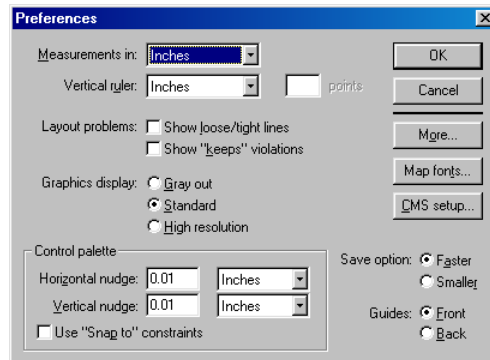 Preferences
Measurements in: Inches
OK
Vertical ruler: Inches points
Cancel
Layout problems: Show loose/tight lines
More...
Show "keeps" violations
Map fonts...
Graphics display: Gray out
Standard
CMS setup...
High resolution
Control palette
Save option: Faster
Horizontal nudge: 0.01 Inches
Smaller
Vertical nudge: 0.01 Inches
Guides: Front
Use "Snap to" constraints
Back